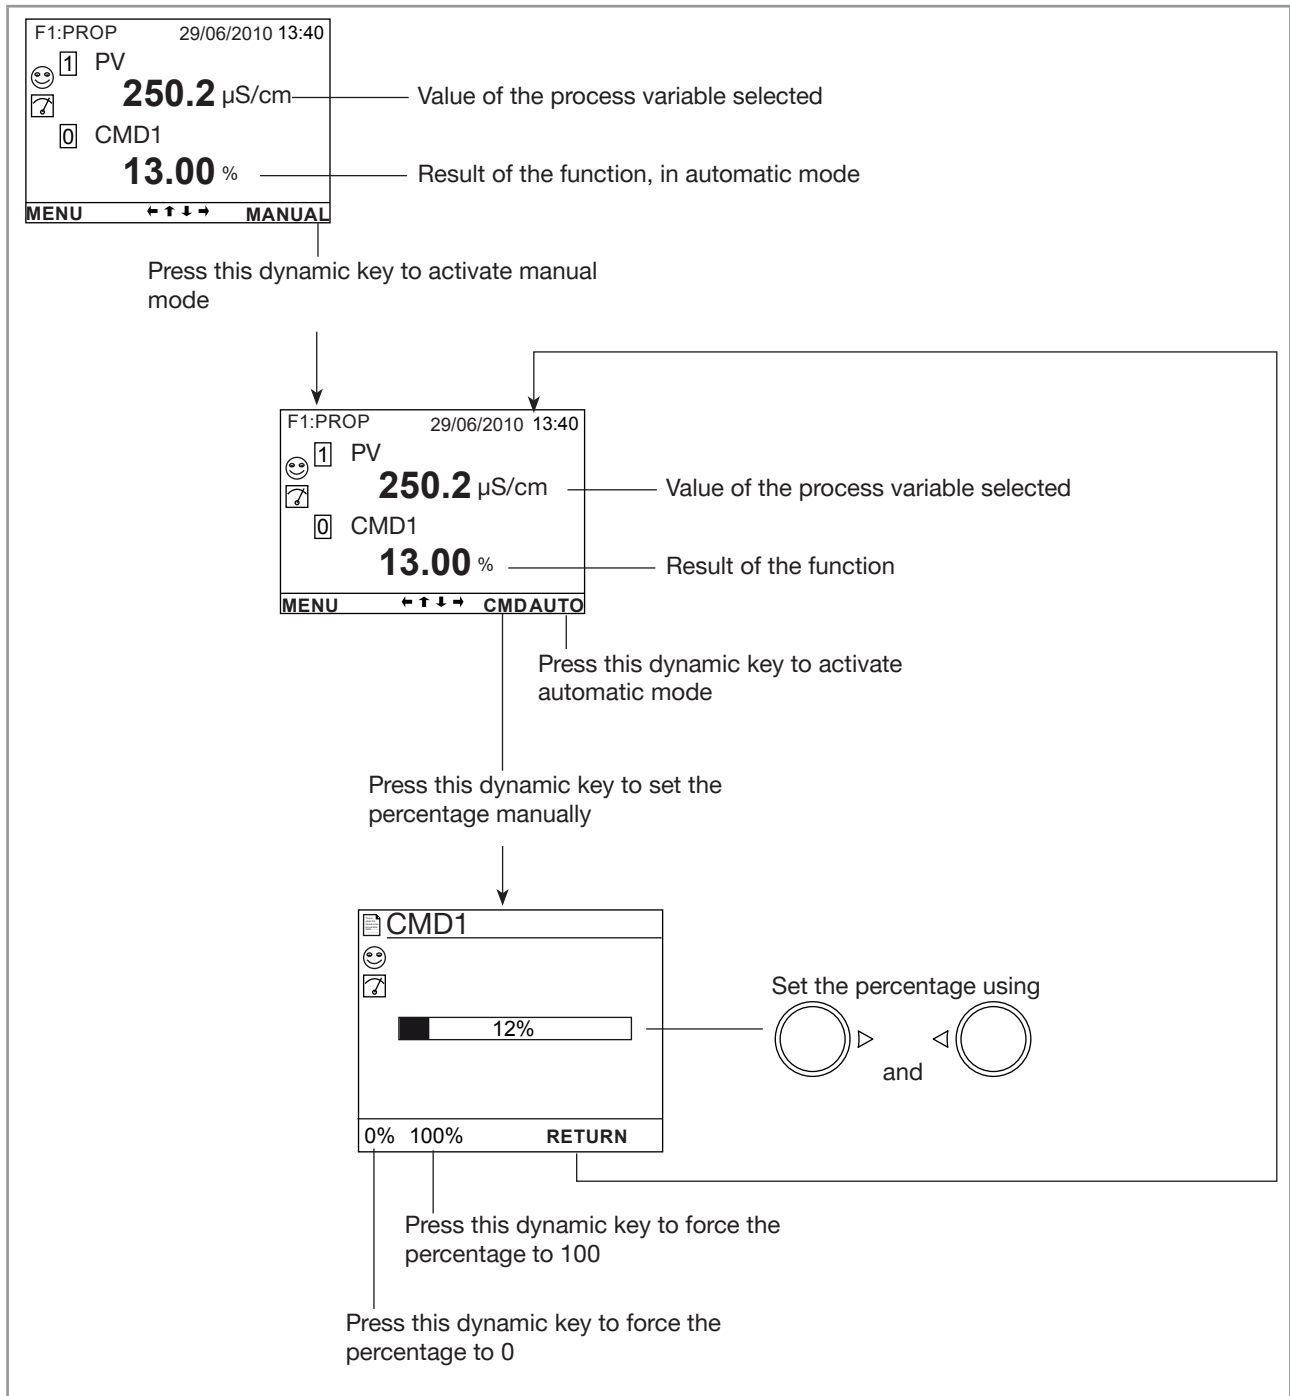 F1:PROP 29/06/2010 13:40
1 PV
250.2 µS/cm
Value of the process variable selected
0 CMD1
13.00 %
Result of the function, in automatic mode
MENU MANUAL
Press this dynamic key to activate manual
mode
F1:PROP 29/06/2010 13:40
1 PV
250.2 µS/cm
Value of the process variable selected
0 CMD1
13.00 %
Result of the function
MENU CMD AUTO
Press this dynamic key to activate
automatic mode
Press this dynamic key to set the
percentage manually
CMD1
12%
Set the percentage using
and
0% 100% RETURN
Press this dynamic key to force the
percentage to 100
Press this dynamic key to force the
percentage to 0